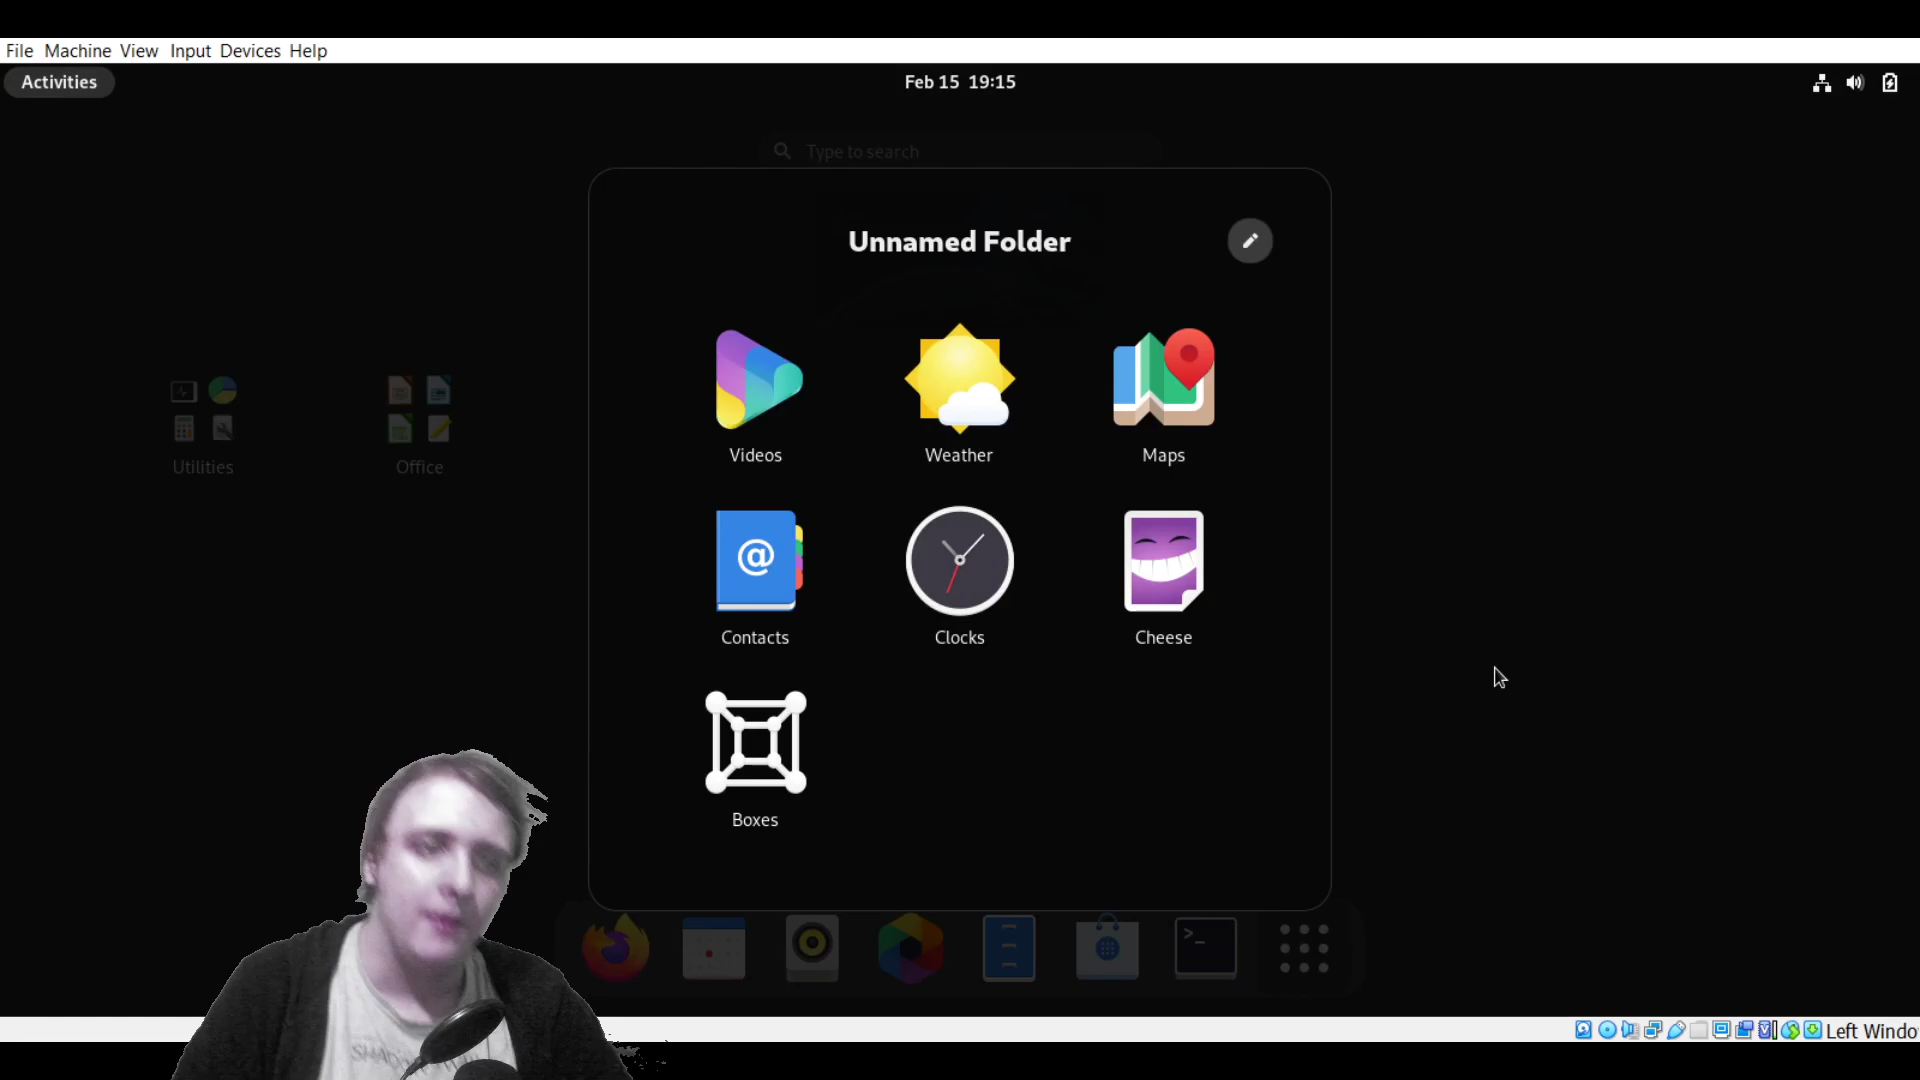 File Machine View Input Devices Help
Activities
Feb 15 19:15
Type to search
Unnamed Folder
Videos
Weather
Maps
Utilities
Office
Contacts
Clocks
Cheese
@
Boxes
>_
Left Windo